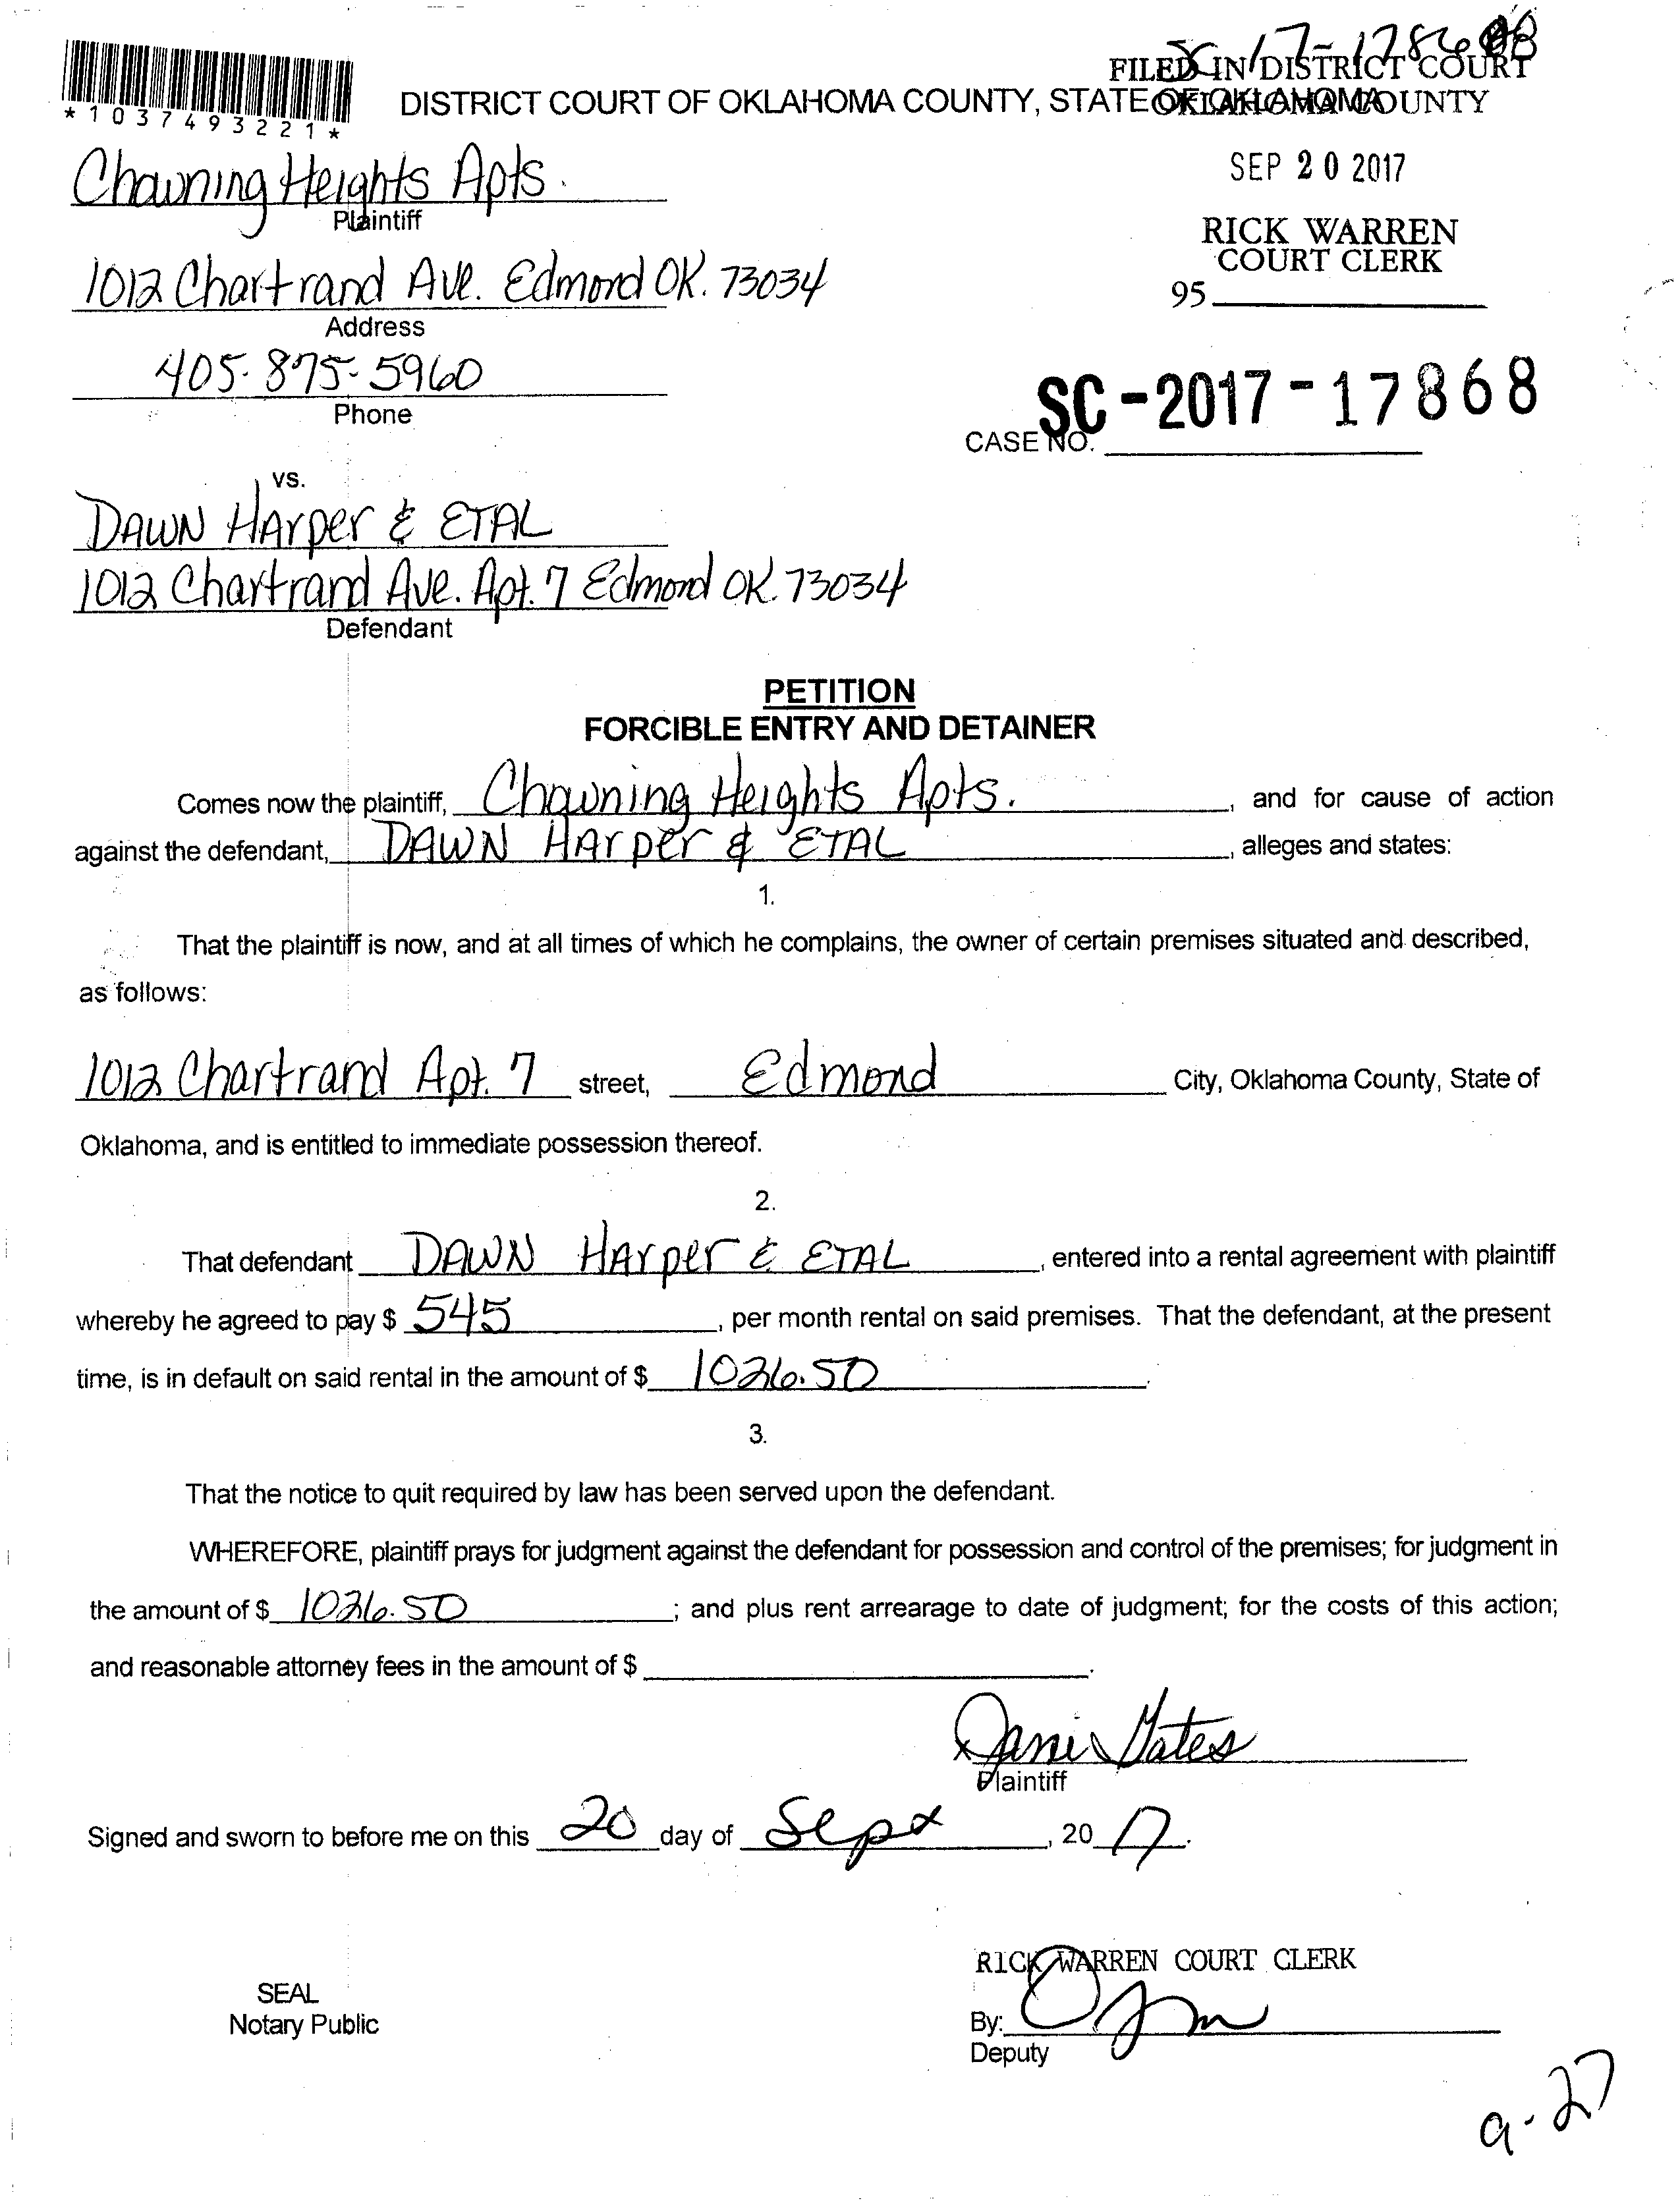 FILED IN DISTRICT COURT
OKLAHOMA COUNTY
*1037493221*
DISTRICT COURT OF OKLAHOMA COUNTY, STATE OF OKLAHOMA
SEP 20 2017
RICK WARREN
COURT CLERK
95
Chawning Heights Apts.
Plaintiff
1012 Chartrand Ave. Edmond OK. 73034
Address
405-875-5960
Phone
SC-2017-17868
CASE NO.
vs.
DAWN HArper & ETAL
1012 Chartrand Ave. Apt. 7 Edmond OK. 73034
Defendant
PETITION
FORCIBLE ENTRY AND DETAINER
Comes now the plaintiff, Chawning Heights Apts. , and for cause of action
against the defendant, DAWN HArper & ETAL , alleges and states:
1.
That the plaintiff is now, and at all times of which he complains, the owner of certain premises situated and described,
as follows:
1012 Chartrand Apt. 7 street, Edmond City, Oklahoma County, State of
Oklahoma, and is entitled to immediate possession thereof.
2.
That defendant DAWN HArper & ETAL , entered into a rental agreement with plaintiff
whereby he agreed to pay $ 545 , per month rental on said premises. That the defendant, at the present
time, is in default on said rental in the amount of $ 1026.50 .
3.
That the notice to quit required by law has been served upon the defendant.
WHEREFORE, plaintiff prays for judgment against the defendant for possession and control of the premises; for judgment in
the amount of $ 1026.50 ; and plus rent arrearage to date of judgment; for the costs of this action;
and reasonable attorney fees in the amount of $ .
x Janis Gates
Plaintiff
Signed and sworn to before me on this 20 day of Sept , 20 17.
RICK WARREN COURT CLERK
SEAL
Notary Public
By:
Deputy
9-27